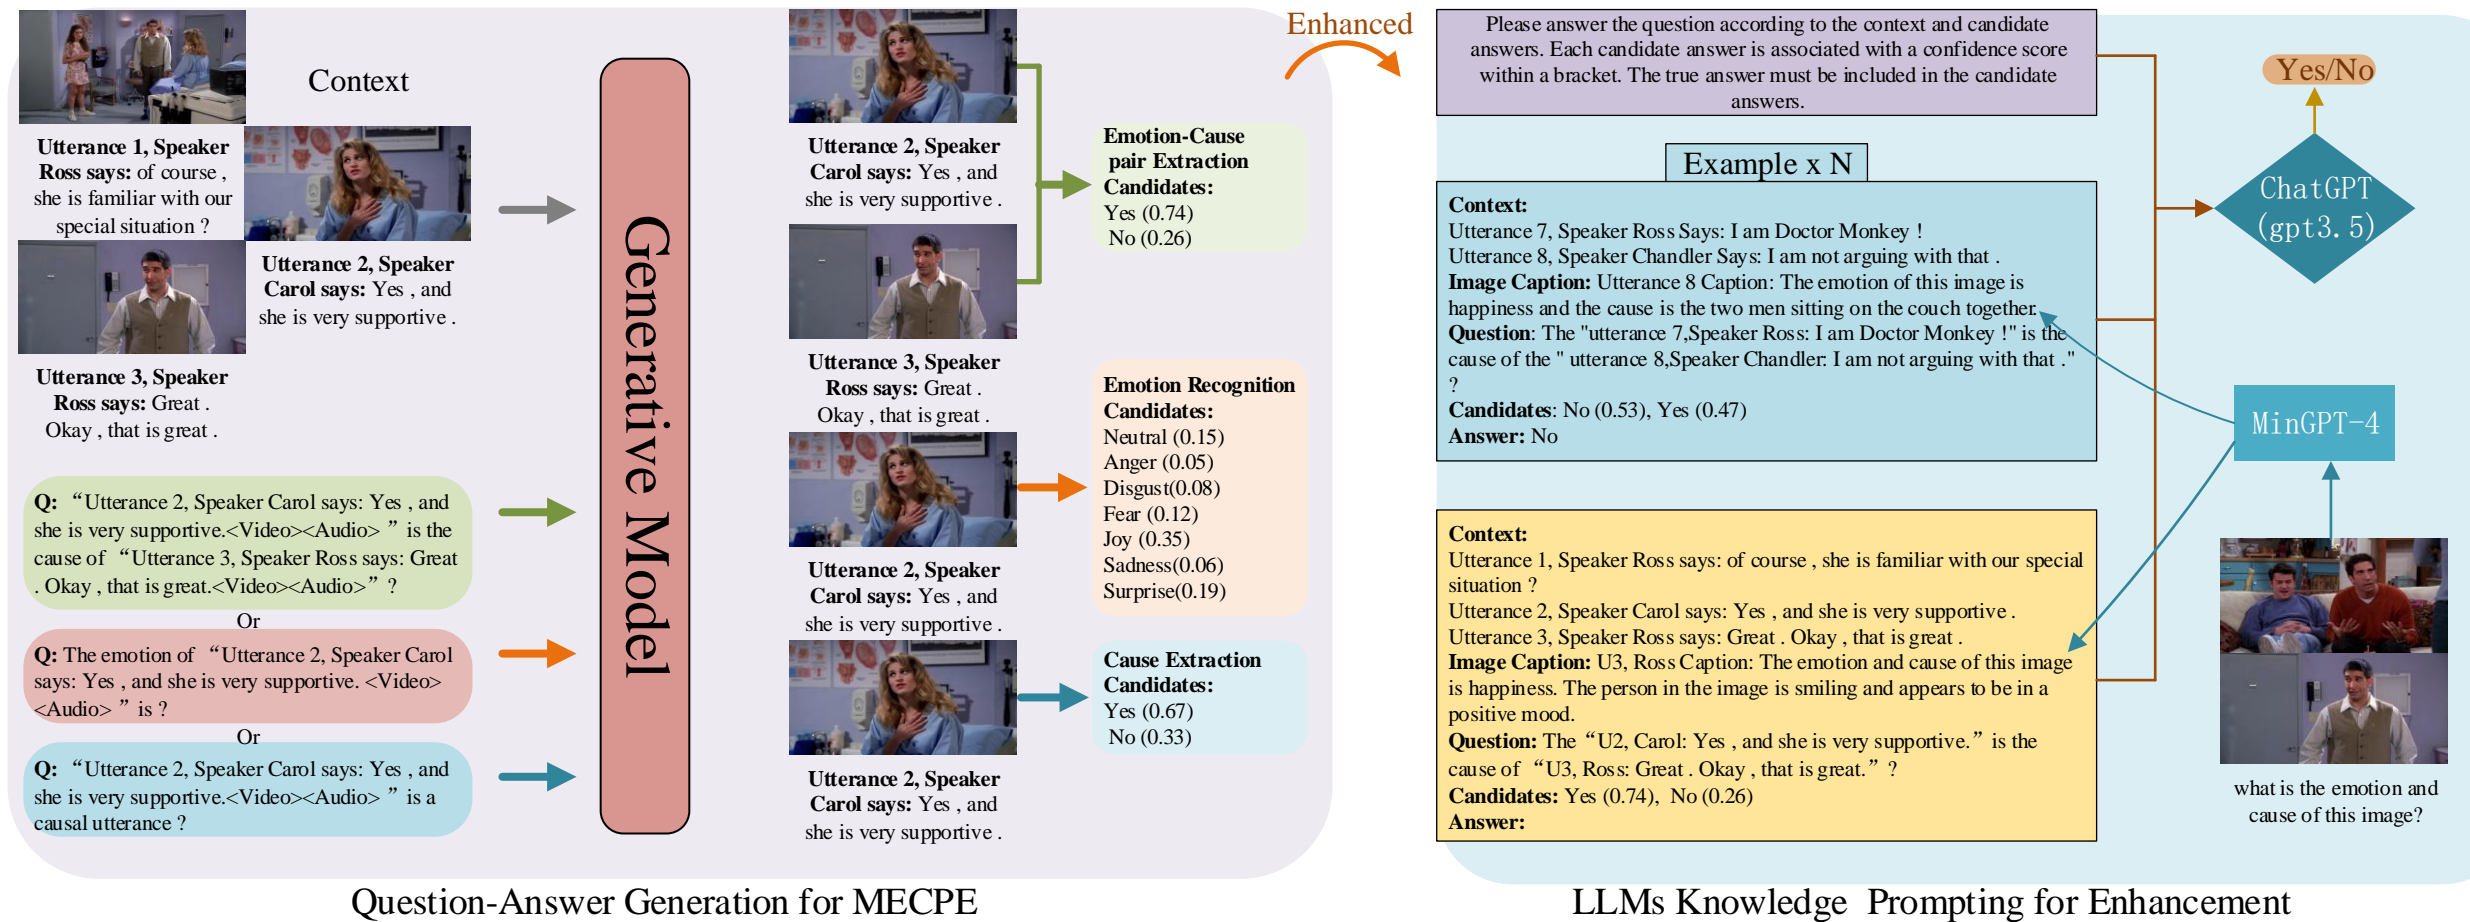 Context
Utterance 1, Speaker
Ross says: of course ,
she is familiar with our
special situation ?
Utterance 2, Speaker
Carol says: Yes , and
she is very supportive .
Utterance 3, Speaker
Ross says: Great .
Okay , that is great .
Q: “Utterance 2, Speaker Carol says: Yes , and
she is very supportive.<Video><Audio> ” is the
cause of “Utterance 3, Speaker Ross says: Great
. Okay , that is great.<Video><Audio>” ?
Or
Q: The emotion of “Utterance 2, Speaker Carol
says: Yes , and she is very supportive. <Video>
<Audio> ” is ?
Or
Q: “Utterance 2, Speaker Carol says: Yes , and
she is very supportive.<Video><Audio> ” is a
causal utterance ?
Generative Model
Utterance 2, Speaker
Carol says: Yes , and
she is very supportive .
Utterance 3, Speaker
Ross says: Great .
Okay , that is great .
Utterance 2, Speaker
Carol says: Yes , and
she is very supportive .
Utterance 2, Speaker
Carol says: Yes , and
she is very supportive .
Emotion-Cause
pair Extraction
Candidates:
Yes (0.74)
No (0.26)
Emotion Recognition
Candidates:
Neutral (0.15)
Anger (0.05)
Disgust(0.08)
Fear (0.12)
Joy (0.35)
Sadness(0.06)
Surprise(0.19)
Cause Extraction
Candidates:
Yes (0.67)
No (0.33)
Question-Answer Generation for MECPE
Enhanced
Please answer the question according to the context and candidate
answers. Each candidate answer is associated with a confidence score
within a bracket. The true answer must be included in the candidate
answers.
Example x N
Context:
Utterance 7, Speaker Ross Says: I am Doctor Monkey !
Utterance 8, Speaker Chandler Says: I am not arguing with that .
Image Caption: Utterance 8 Caption: The emotion of this image is
happiness and the cause is the two men sitting on the couch together.
Question: The "utterance 7,Speaker Ross: I am Doctor Monkey !" is the
cause of the " utterance 8,Speaker Chandler: I am not arguing with that ."
?
Candidates: No (0.53), Yes (0.47)
Answer: No
Context:
Utterance 1, Speaker Ross says: of course , she is familiar with our special
situation ?
Utterance 2, Speaker Carol says: Yes , and she is very supportive .
Utterance 3, Speaker Ross says: Great . Okay , that is great .
Image Caption: U3, Ross Caption: The emotion and cause of this image
is happiness. The person in the image is smiling and appears to be in a
positive mood.
Question: The “U2, Carol: Yes , and she is very supportive.” is the
cause of “U3, Ross: Great . Okay , that is great.” ?
Candidates: Yes (0.74), No (0.26)
Answer:
Yes/No
ChatGPT
(gpt3.5)
MinGPT-4
what is the emotion and
cause of this image?
LLMs Knowledge Prompting for Enhancement